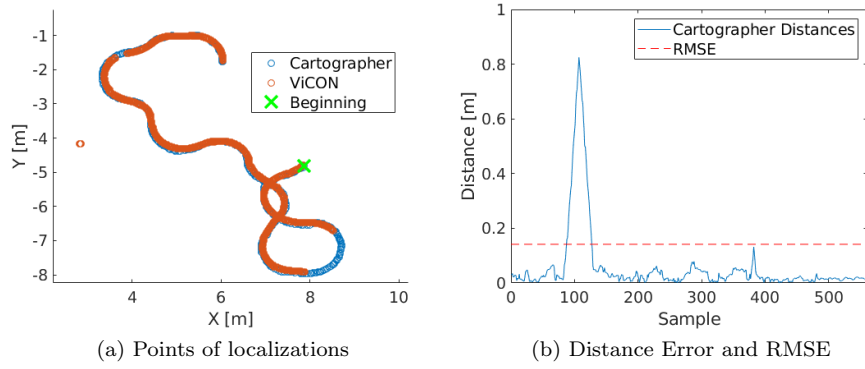 -1
-2
-3
-4
-5
-6
-7
-8
Y [m]
4
6
8
10
X [m]
Cartographer
ViCON
Beginning
(a) Points of localizations
1
0.8
0.6
0.4
0.2
0
Distance [m]
0
100
200
300
400
500
Sample
Cartographer Distances
RMSE
(b) Distance Error and RMSE